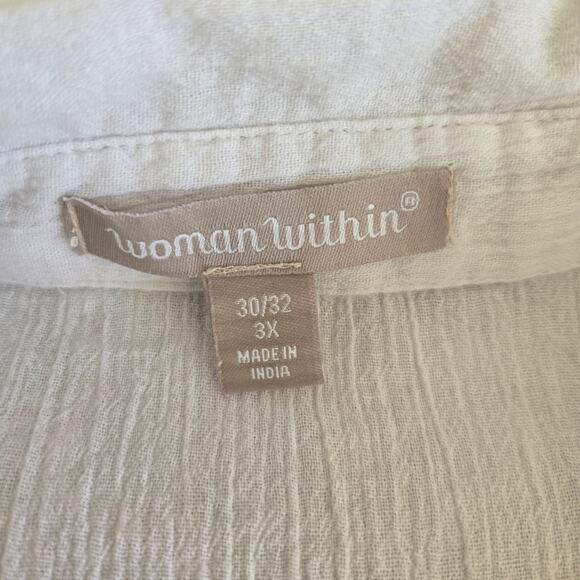 woman within®
30/32
3X
MADE IN
INDIA